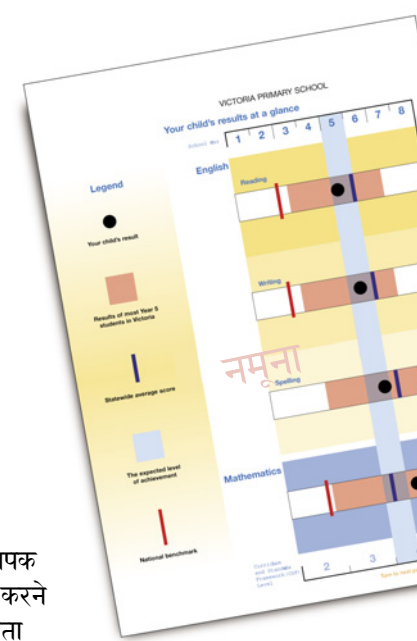 VICTORIA PRIMARY SCHOOL
Your child's results at a glance
1 2 3 4 5 6 7 8
Legend
English
Reading
Your child's result
Results of most Year 5
students in Victoria
Writing
नमूना
Statewide average score
Spelling
The expected level
of achievement
Mathematics
National benchmark
2 3
पक
करने
ता